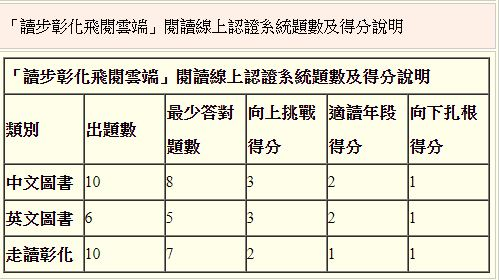 「讀步彰化飛閱雲端」閱讀線上認證系統題數及得分說明
「讀步彰化飛閱雲端」閱讀線上認證系統題數及得分說明
類別 出題數 最少答對題數 向上挑戰得分 適讀年段得分 向下扎根得分
中文圖書 10 8 3 2 1
英文圖書 6 5 3 2 1
走讀彰化 10 7 2 1 1